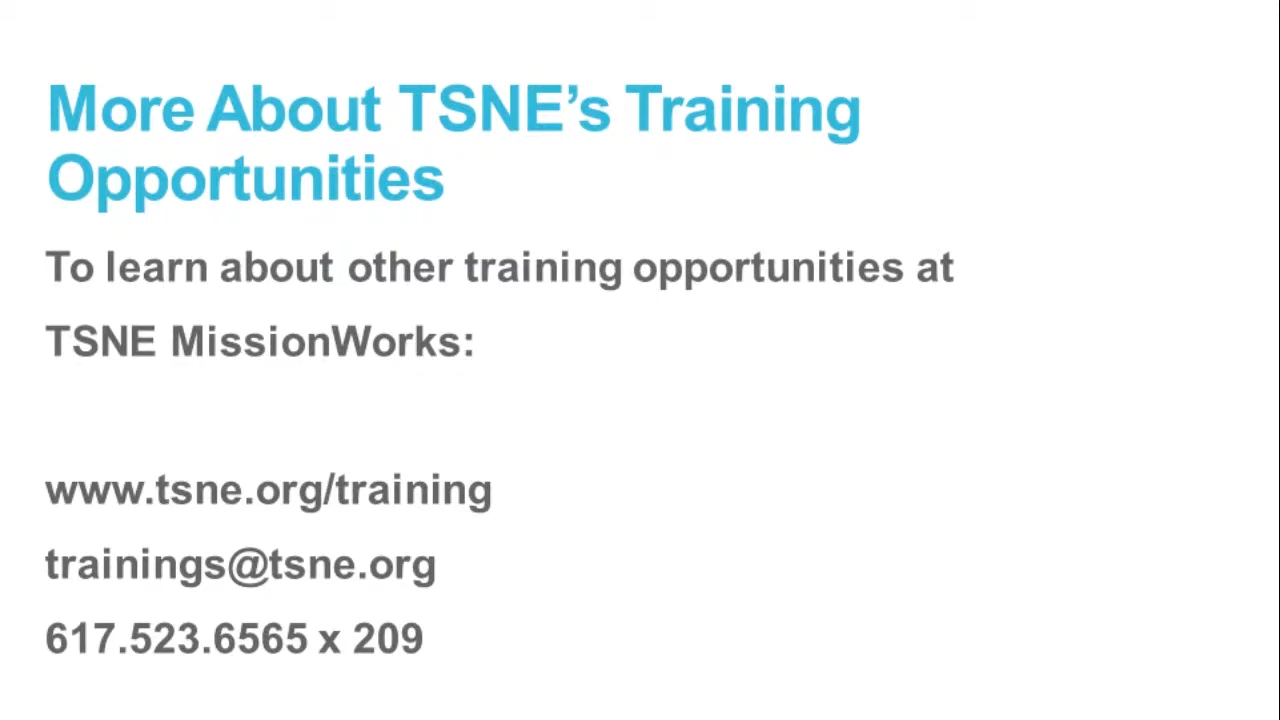 More About TSNE’s Training
Opportunities
To learn about other training opportunities at
TSNE MissionWorks:
www.tsne.org/training
trainings@tsne.org
617.523.6565 x 209